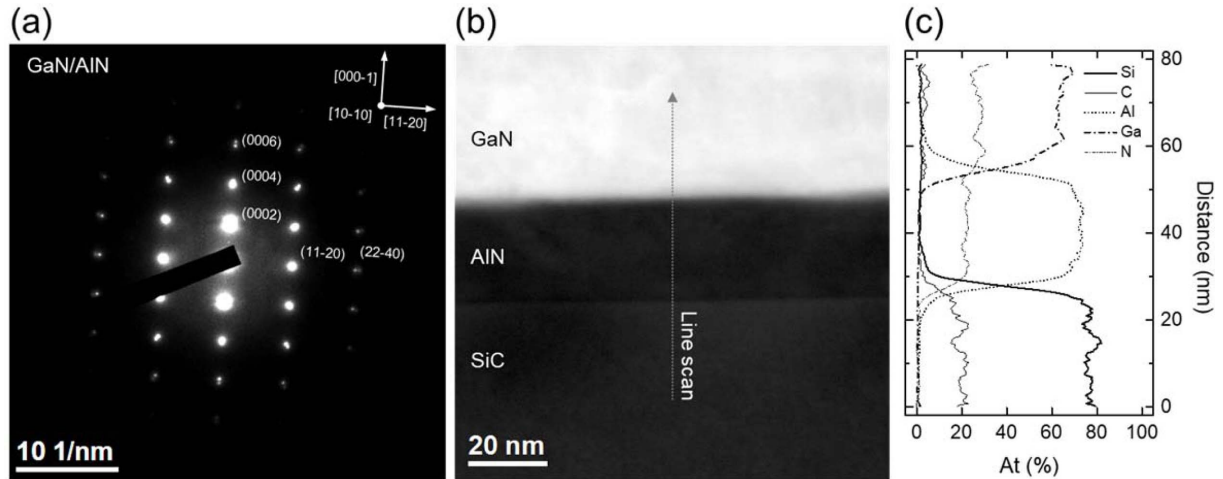 (a)
GaN/AlN
[000-1]
[10-10]
[11-20]
(0006)
(0004)
(0002)
(11-20)
(22-40)
10 1/nm
(b)
GaN
AlN
SiC
Line scan
20 nm
(c)
Si
C
Al
Ga
N
80
60
40
20
0
Distance (nm)
0 20 40 60 80 100
At (%)